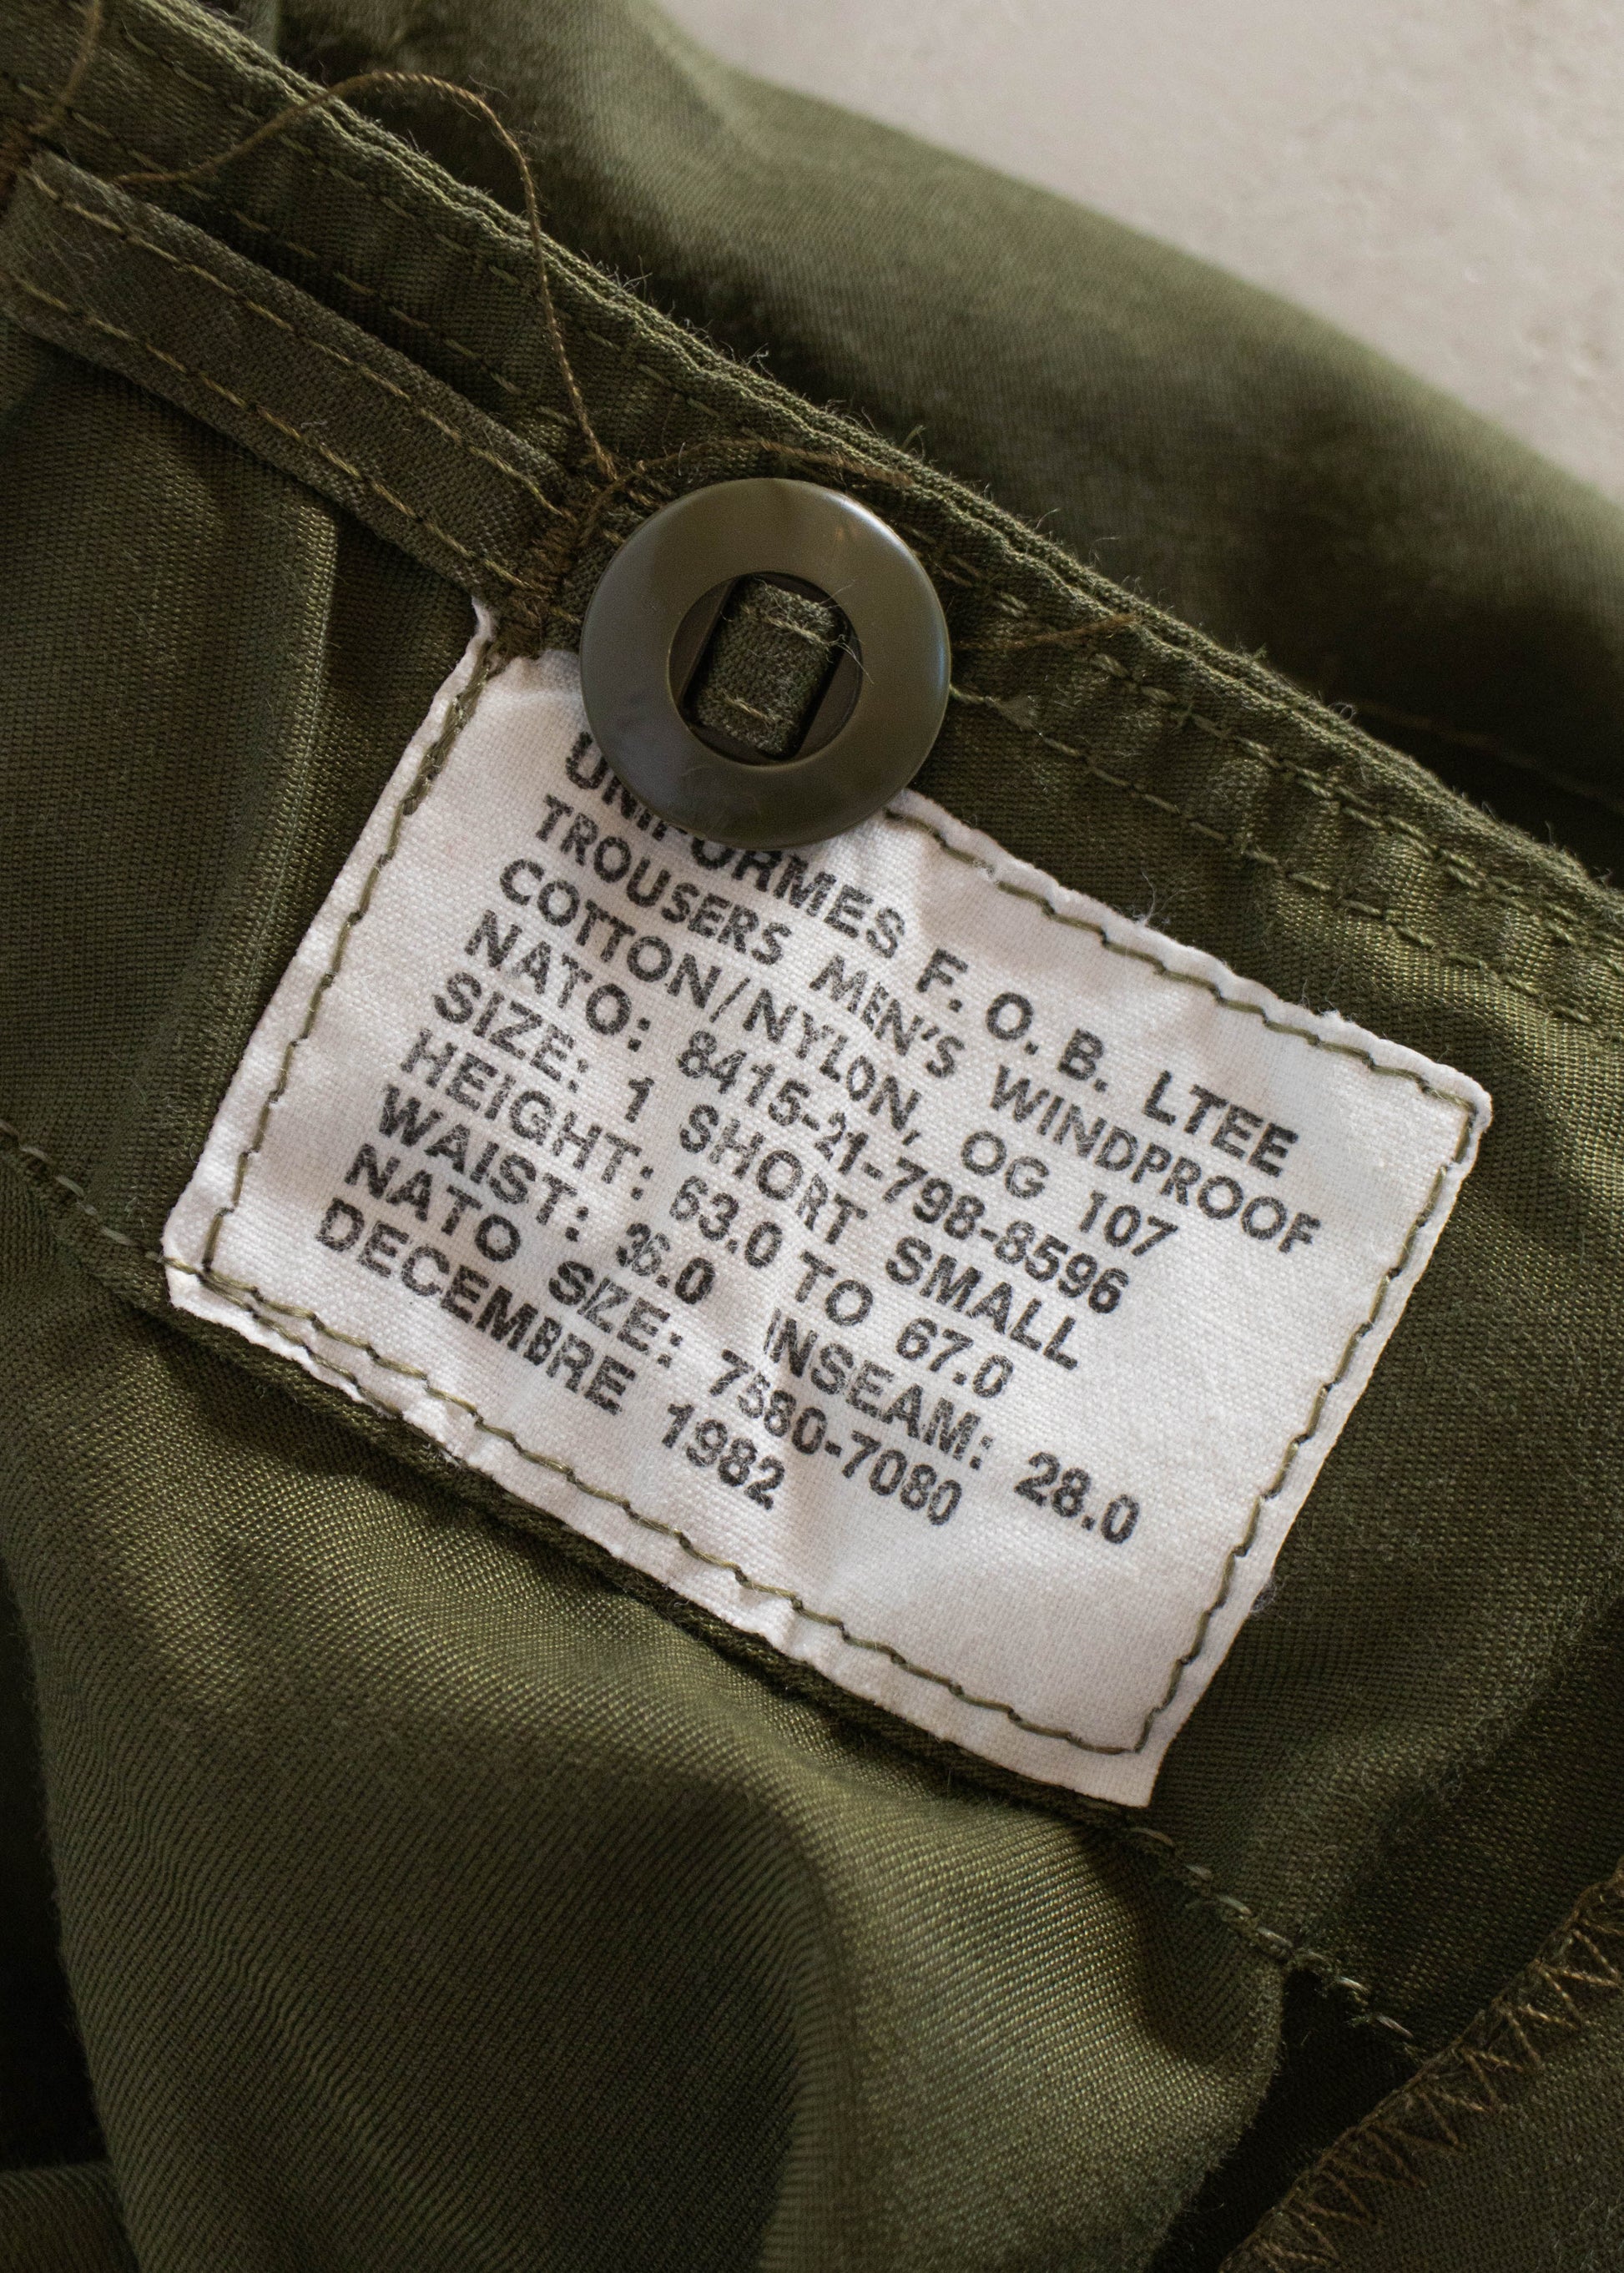 UNIFORMES F. O. B. LTEE
TROUSERS MEN'S WINDPROOF
COTTON/NYLON, OG 107
NATO: 8415-21-798-8596
SIZE: 1 SHORT SMALL
HEIGHT: 63.0 TO 67.0
WAIST: 36.0 INSEAM: 28.0
NATO SIZE: 7580-7080
DECEMBRE 1982